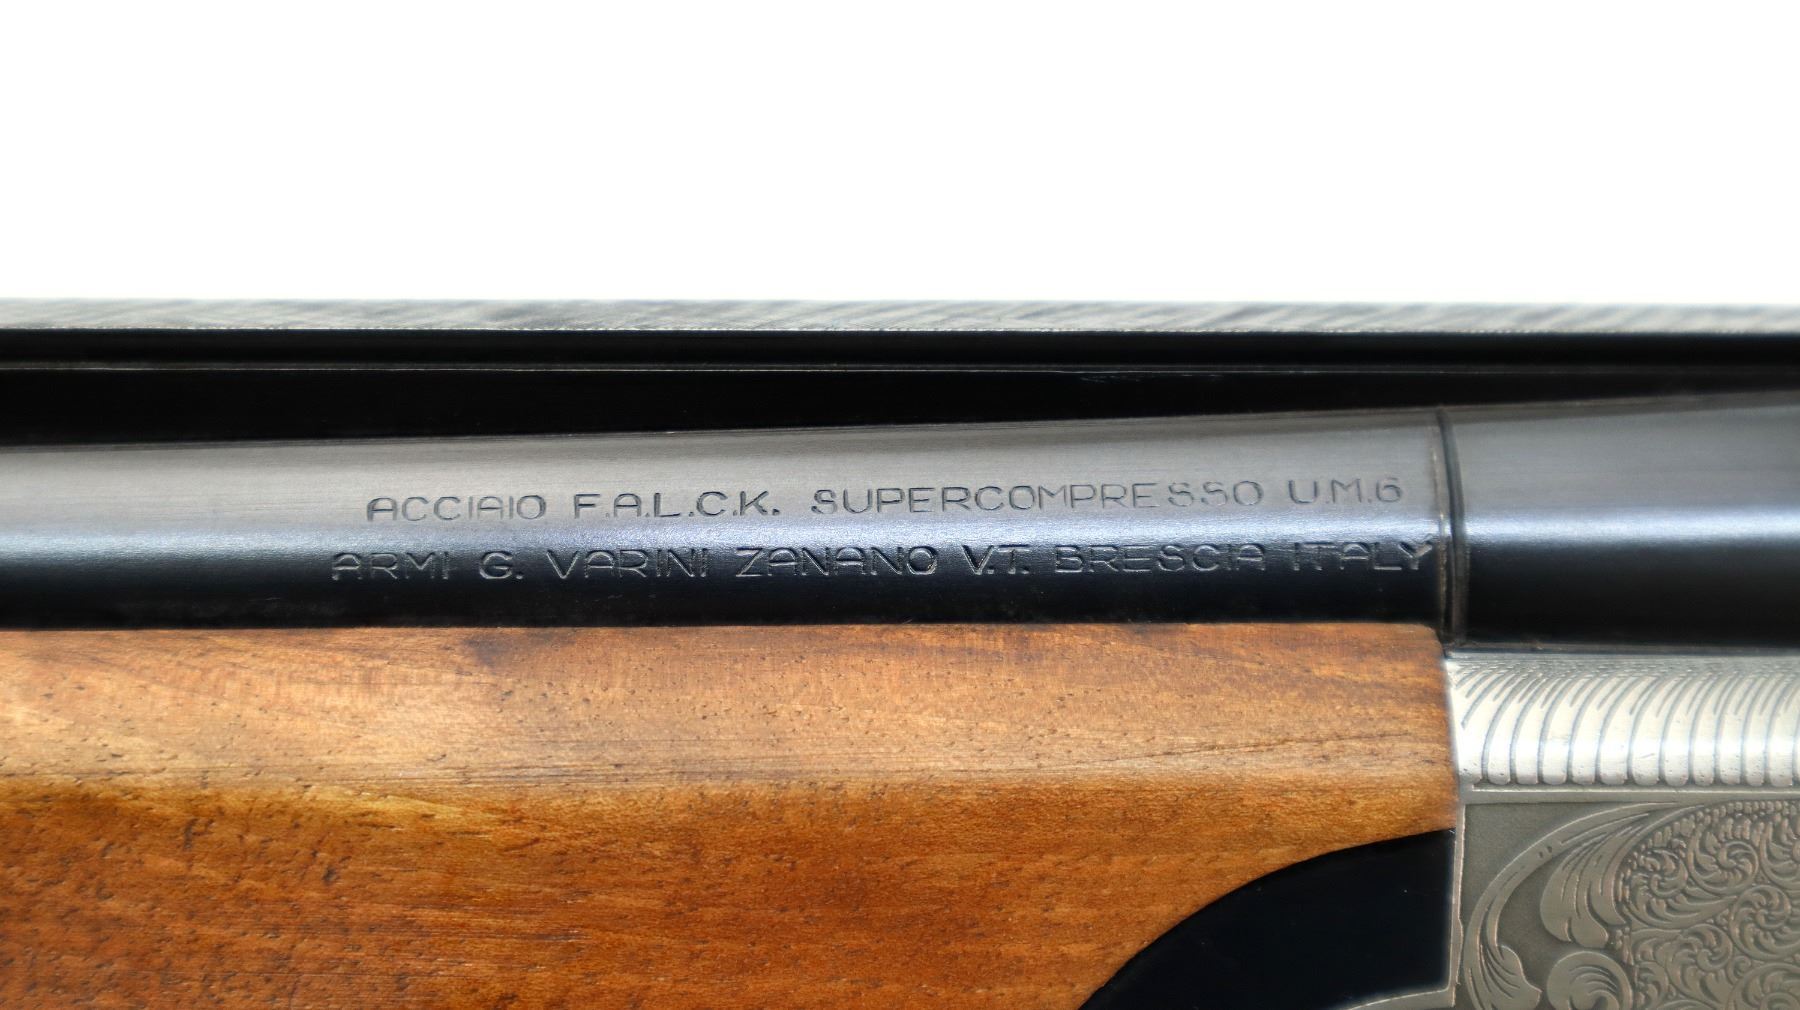 ACCIAIO F.A.L.C.K. SUPERCOMPRESSO U.M.6
ARMI G. VARINI ZANANO V.T. BRESCIA ITALY